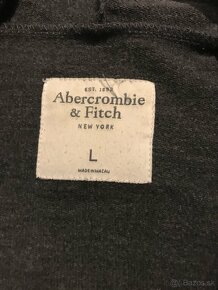 EST. 1892
Abercrombie
& Fitch
NEW YORK
L
MADE IN MACAU
Bazos.sk